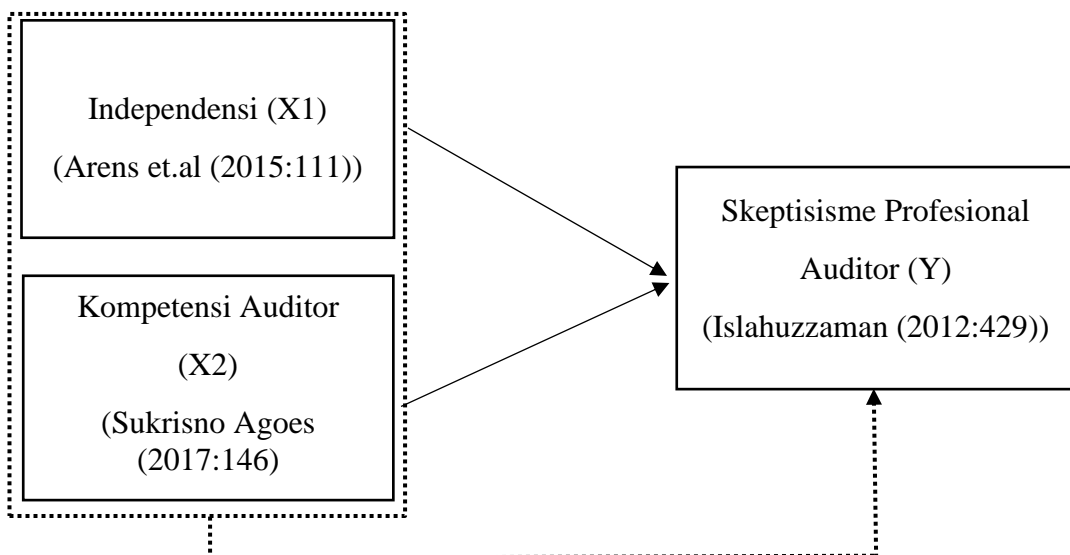 Independensi (X1)
(Arens et.al (2015:111))
Kompetensi Auditor
(X2)
(Sukrisno Agoes
(2017:146)
Skeptisisme Profesional
Auditor (Y)
(Islahuzzaman (2012:429))